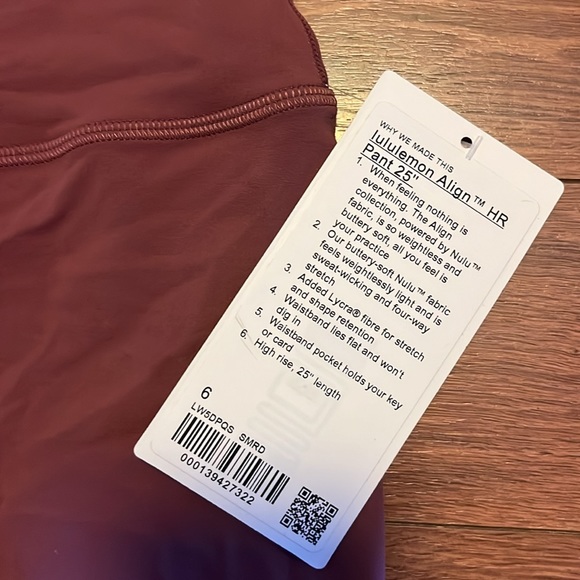 WHY WE MADE THIS
lululemon Align™ HR
Pant 25"
1. When feeling nothing is
everything. The Align
collection, powered by Nulu™
fabric, is so weightless and
buttery soft, all you feel is
your practice
2. Our buttery-soft Nulu™ fabric
feels weightlessly light and is
sweat-wicking and four-way
stretch
3. Added Lycra® fibre for stretch
and shape retention
4. Waistband lies flat and won't
dig in
5. Waistband pocket holds your key
or card
6. High rise, 25" length
6
LW5DPQS SMRD
000139427322